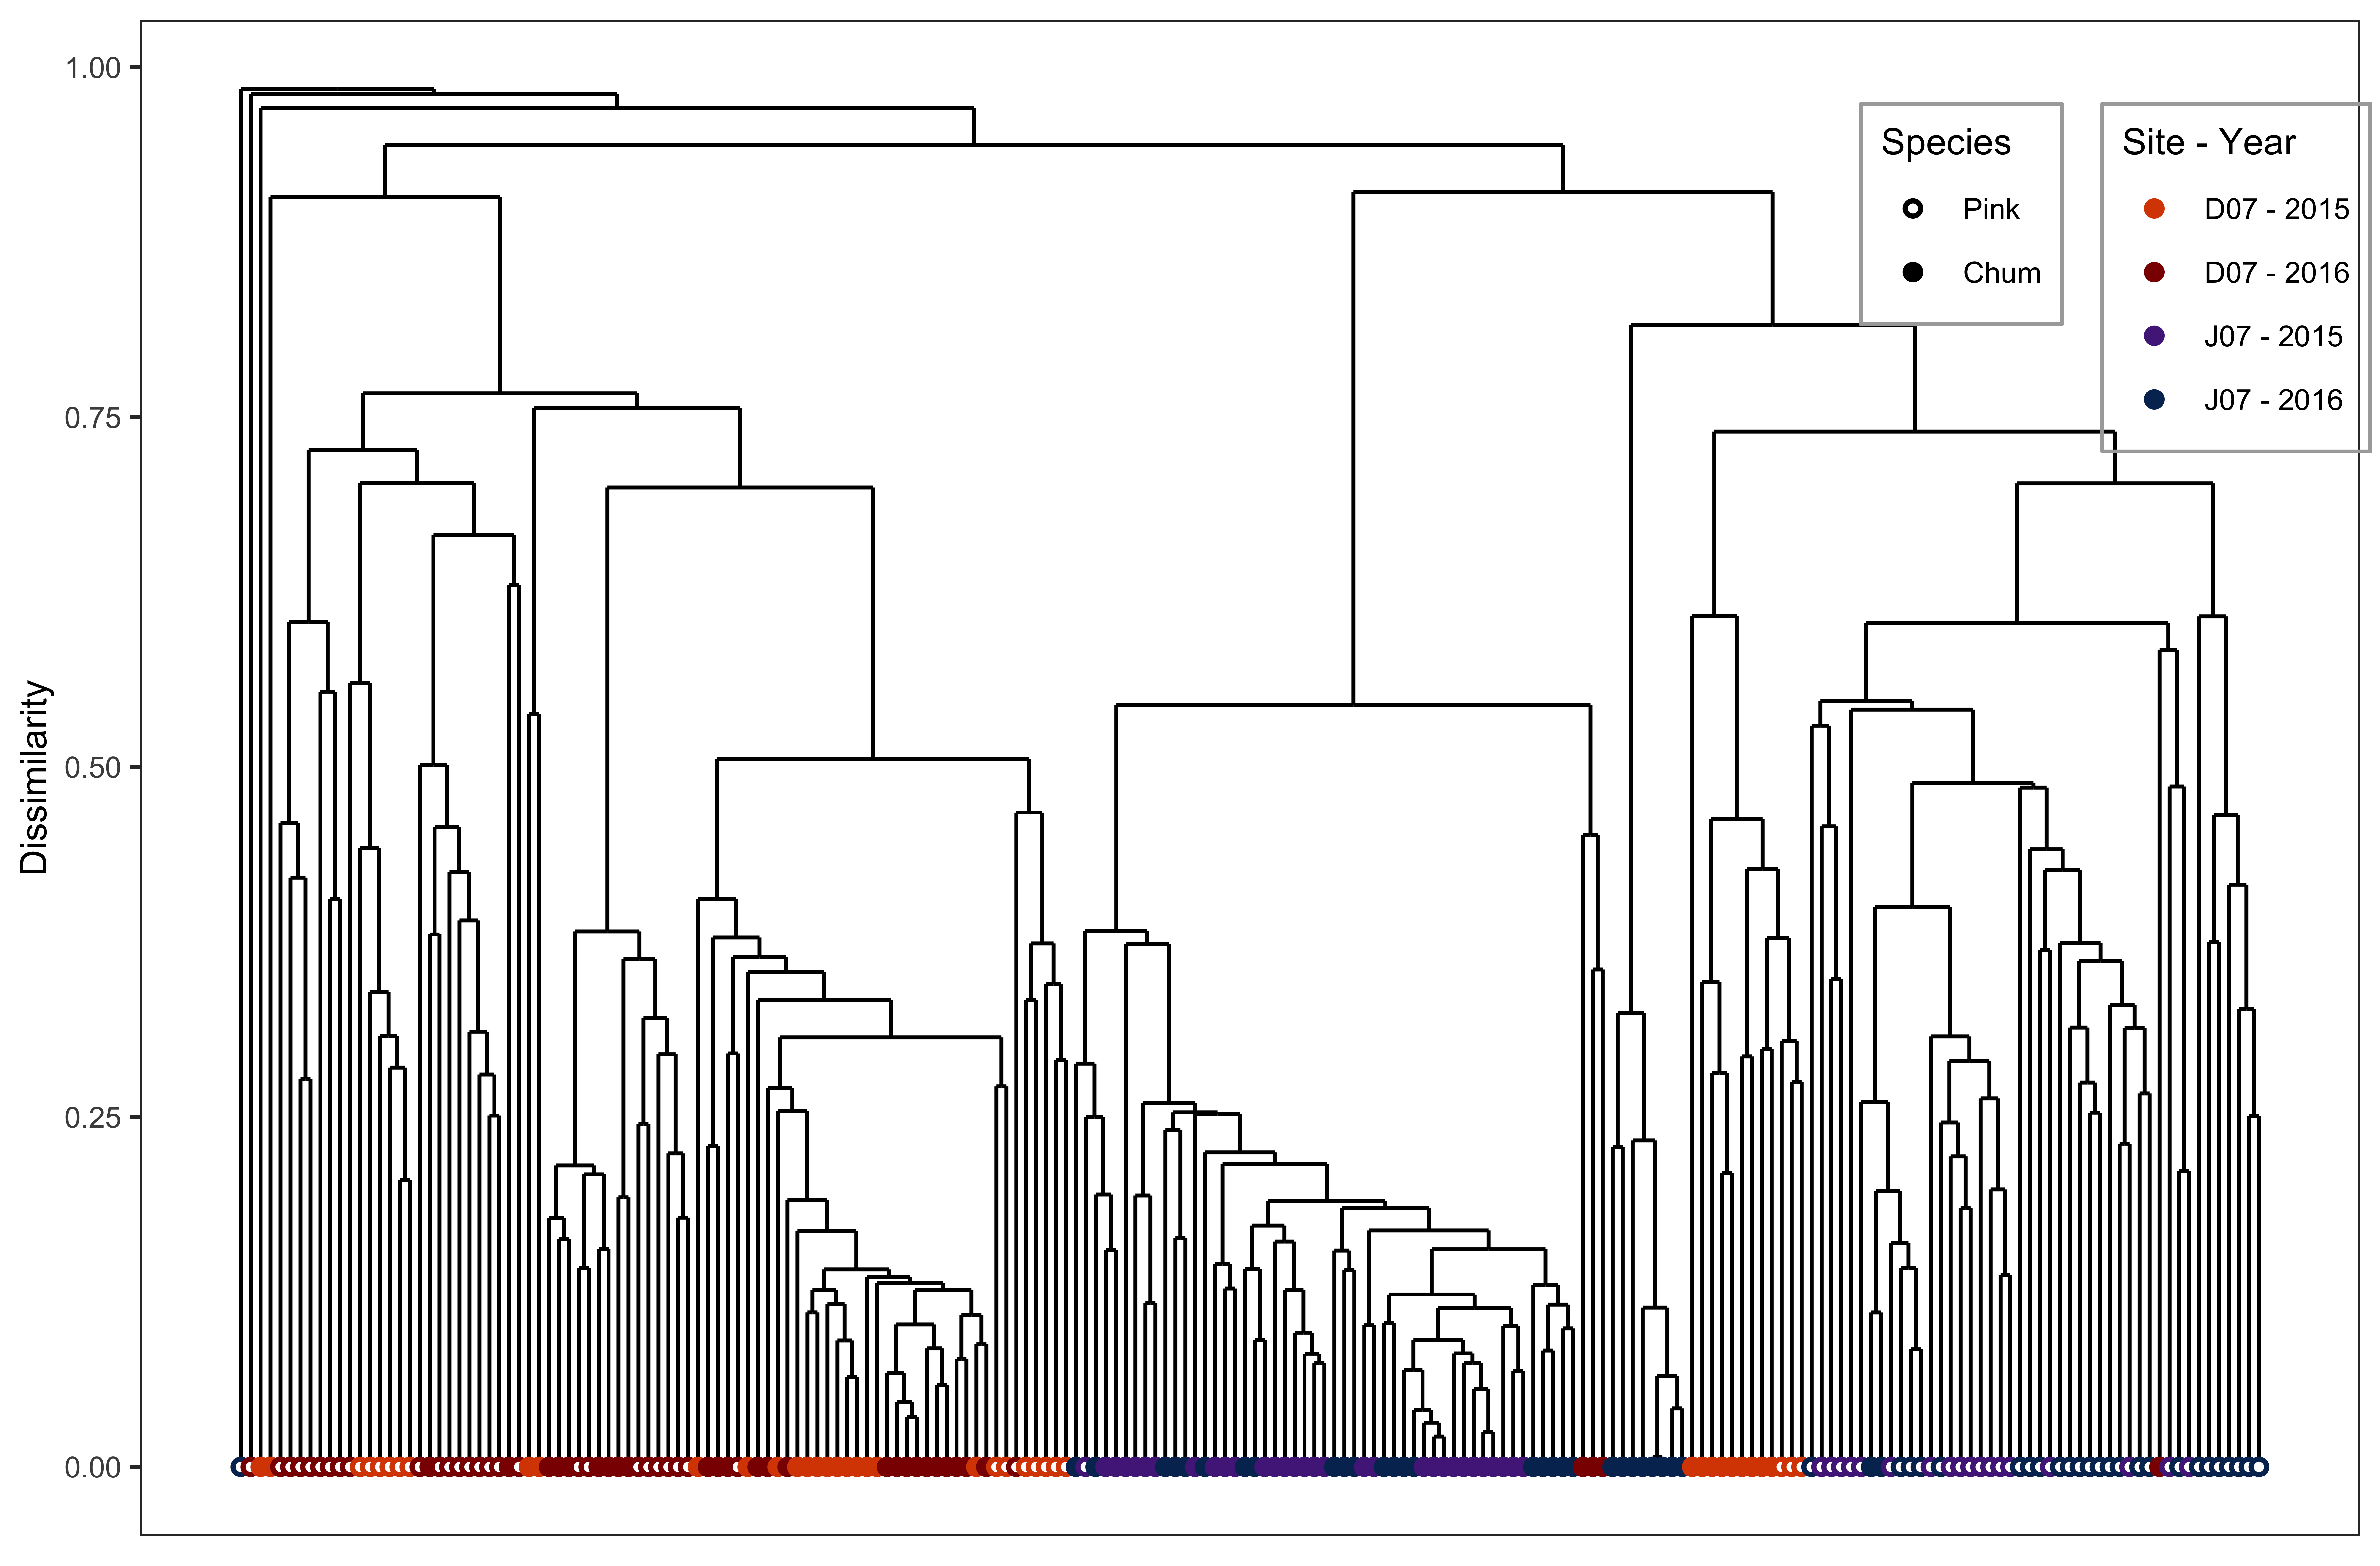 1.00
0.75
0.50
0.25
0.00
Dissimilarity
Species
Pink
Chum
Site - Year
D07 - 2015
D07 - 2016
J07 - 2015
J07 - 2016